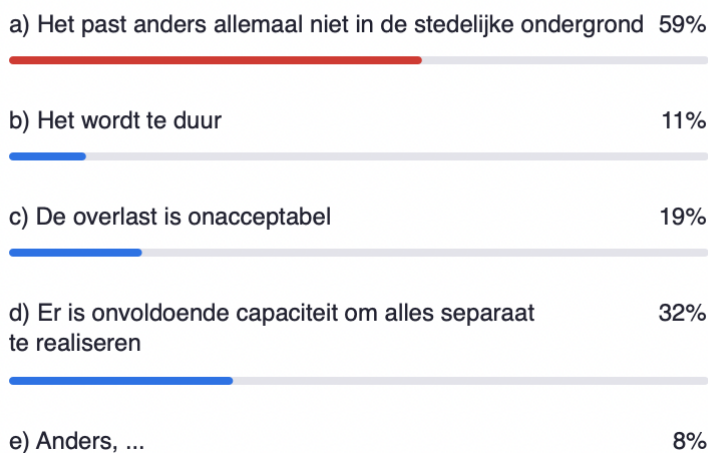 a) Het past anders allemaal niet in de stedelijke ondergrond 59%
b) Het wordt te duur 11%
c) De overlast is onacceptabel 19%
d) Er is onvoldoende capaciteit om alles separaat 32%
te realiseren
e) Anders, ... 8%